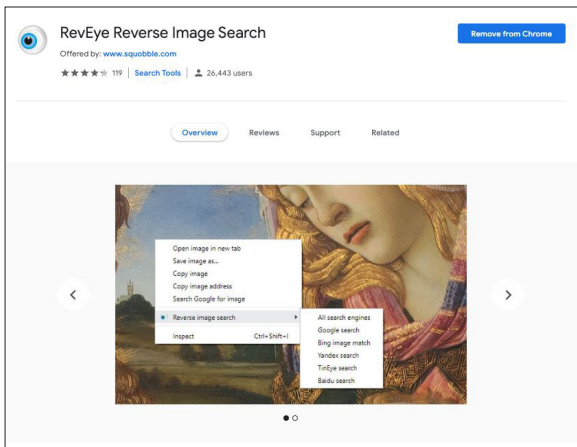 RevEye Reverse Image Search
Remove from Chrome
Offered by: www.squobble.com
119 Search Tools 26,443 users
Overview Reviews Support Related
Open image in new tab
Save image as...
Copy image
Copy image address
Search Google for image
Reverse image search
Inspect Ctrl+Shift+I
All search engines
Google search
Bing image match
Yandex search
TinEye search
Baidu search